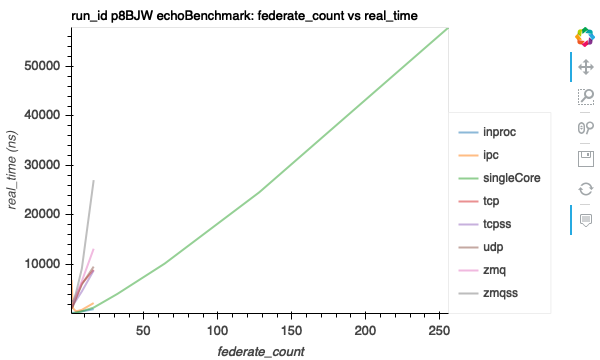 run_id p8BJW echoBenchmark: federate_count vs real_time
real_time (ns)
50000
40000
30000
20000
10000
50
100
150
200
250
federate_count
inproc
ipc
singleCore
tcp
tcpss
udp
zmq
zmqss